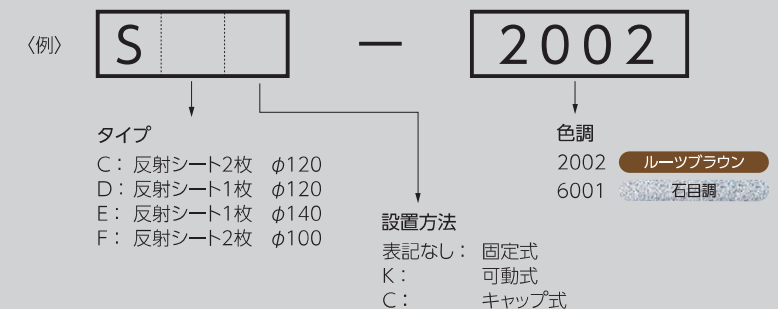 〈例〉 S — 2002
タイプ
C： 反射シート2枚 φ120
D： 反射シート1枚 φ120
E： 反射シート1枚 φ140
F： 反射シート2枚 φ100
設置方法
表記なし： 固定式
K： 可動式
C： キャップ式
色調
2002 ルーツブラウン
6001 石目調